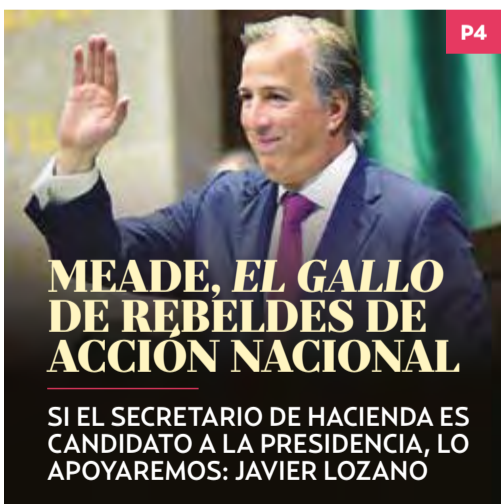 P4
MEADE, EL GALLO
DE REBELDES DE
ACCIÓN NACIONAL
SI EL SECRETARIO DE HACIENDA ES
CANDIDATO A LA PRESIDENCIA, LO
APOYAREMOS: JAVIER LOZANO